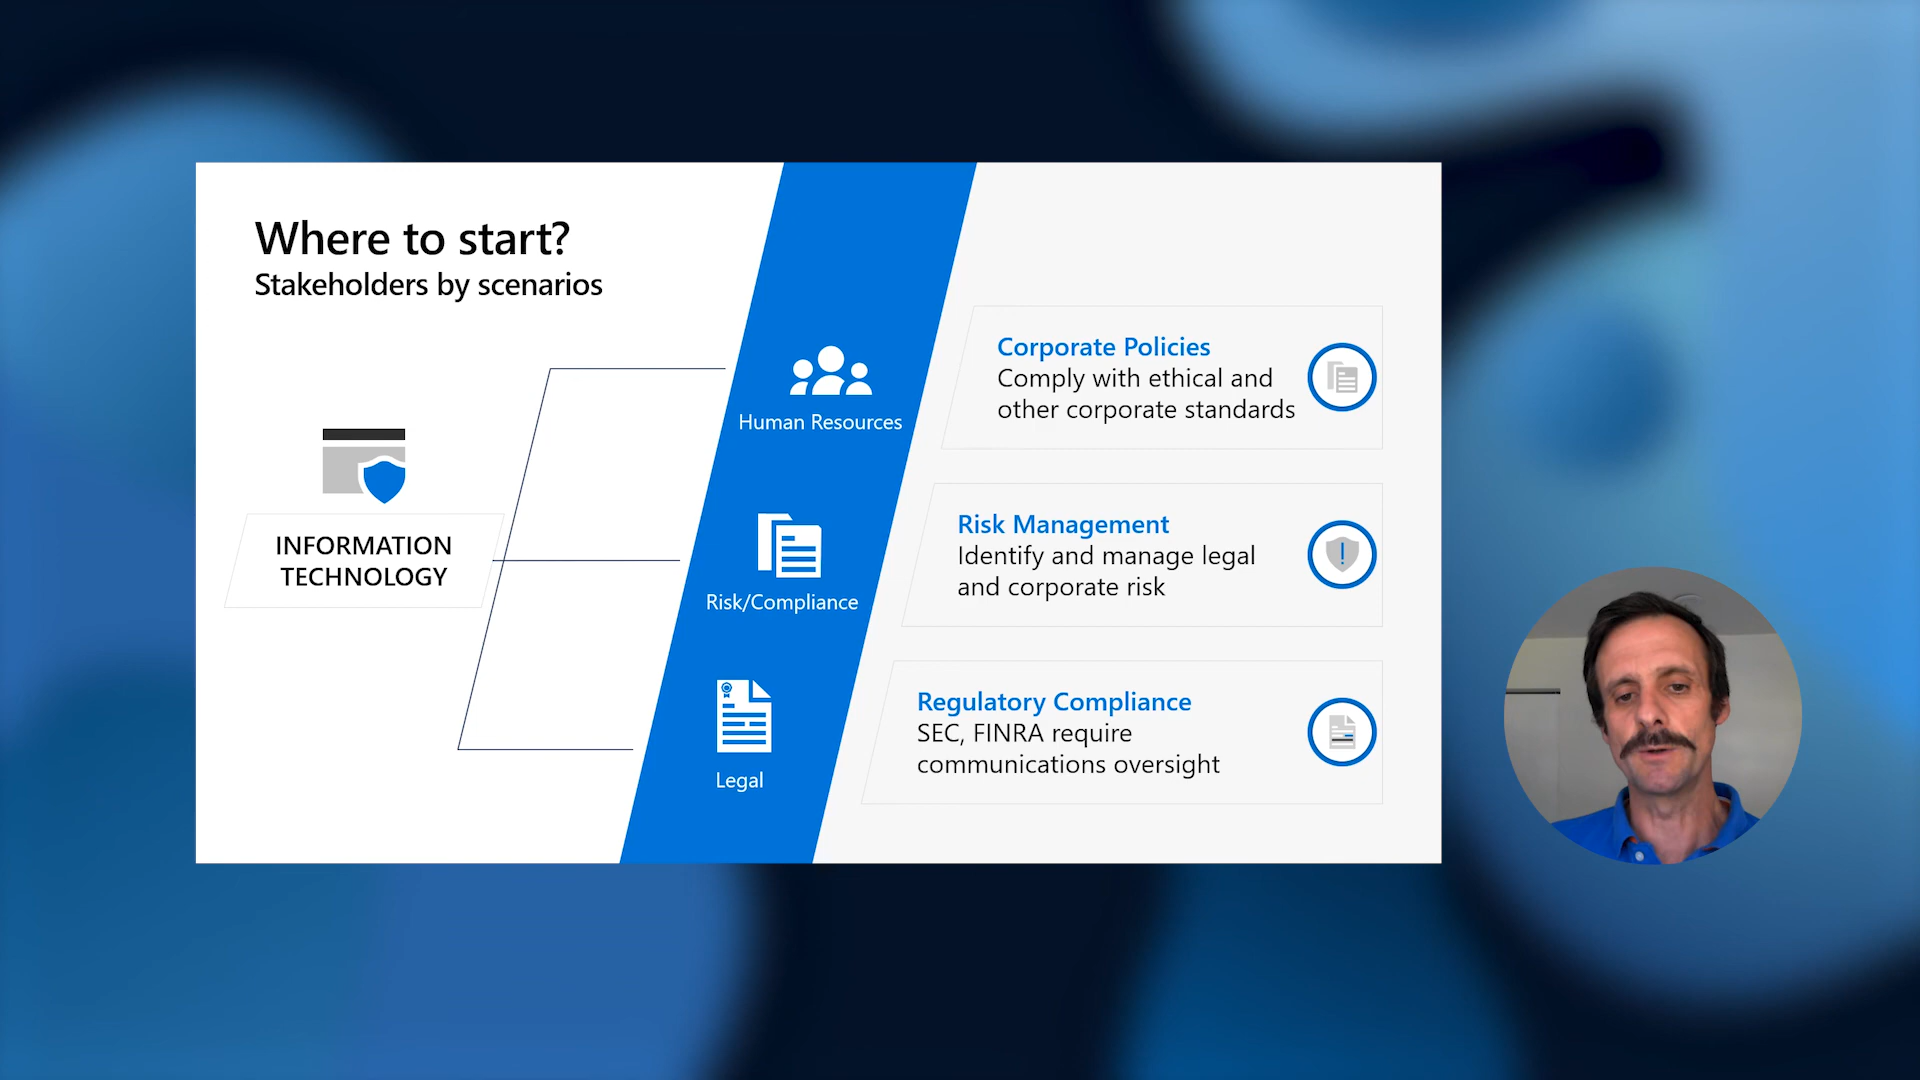 Where to start?
Stakeholders by scenarios
INFORMATION
TECHNOLOGY
Human Resources
Risk/Compliance
Legal
Corporate Policies
Comply with ethical and
other corporate standards
Risk Management
Identify and manage legal
and corporate risk
Regulatory Compliance
SEC, FINRA require
communications oversight